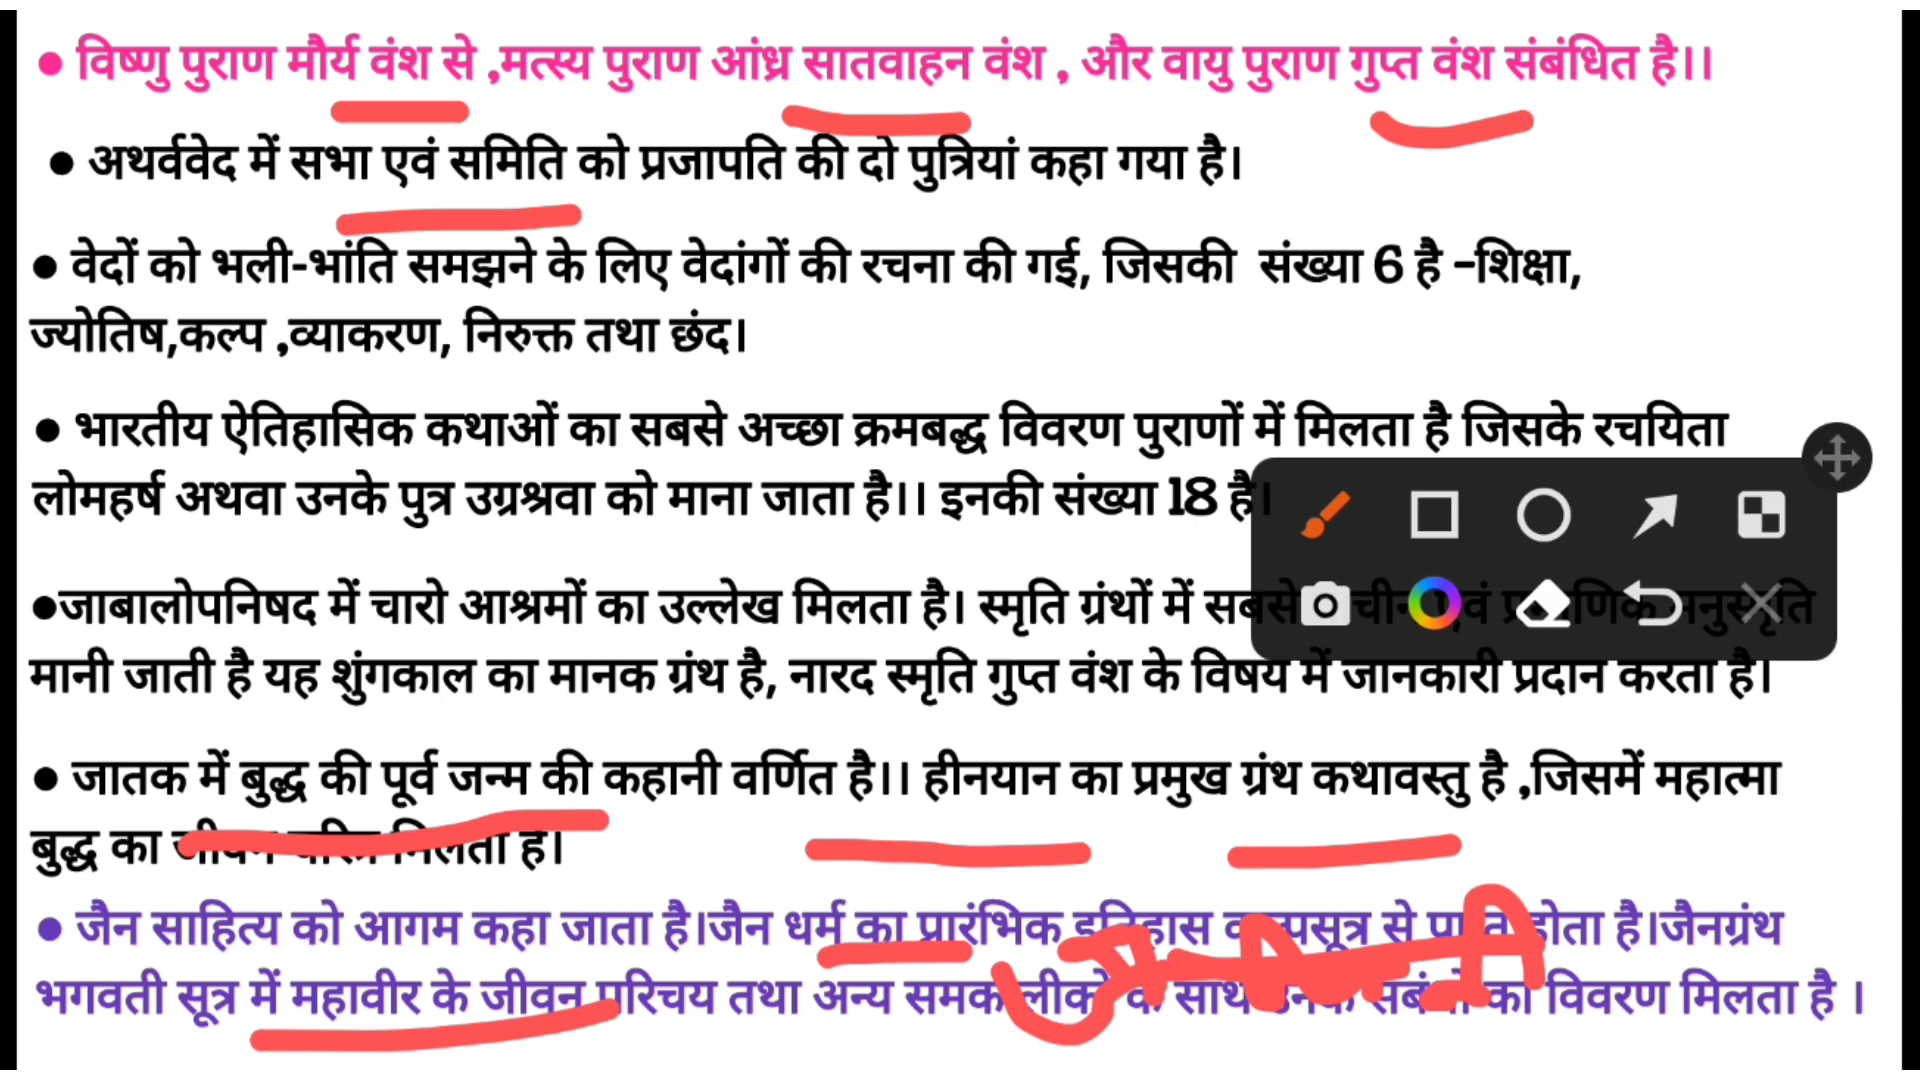 ● विष्णु पुराण मौर्य वंश से ,मत्स्य पुराण आंध्र सातवाहन वंश , और वायु पुराण गुप्त वंश संबंधित है।।
● अथर्ववेद में सभा एवं समिति को प्रजापति की दो पुत्रियां कहा गया है।
● वेदों को भली-भांति समझने के लिए वेदांगों की रचना की गई, जिसकी संख्या 6 है -शिक्षा,
ज्योतिष,कल्प ,व्याकरण, निरुक्त तथा छंद।
● भारतीय ऐतिहासिक कथाओं का सबसे अच्छा क्रमबद्ध विवरण पुराणों में मिलता है जिसके रचयिता
लोमहर्ष अथवा उनके पुत्र उग्रश्रवा को माना जाता है।। इनकी संख्या 18 है।
●जाबालोपनिषद में चारो आश्रमों का उल्लेख मिलता है। स्मृति ग्रंथों में सबसे
मानी जाती है यह शुंगकाल का मानक ग्रंथ है, नारद स्मृति गुप्त वंश के विषय में जानकारी प्रदान करता है।
● जातक में बुद्ध की पूर्व जन्म की कहानी वर्णित है।। हीनयान का प्रमुख ग्रंथ कथावस्तु है ,जिसमें महात्मा
बुद्ध का मिलता है।
● जैन साहित्य को आगम कहा जाता है।जैन धर्म का प्रारंभिक इतिहास से होता है।जैनग्रंथ
भगवती सूत्र में महावीर के जीवन परिचय तथा अन्य साथ का विवरण मिलता है ।